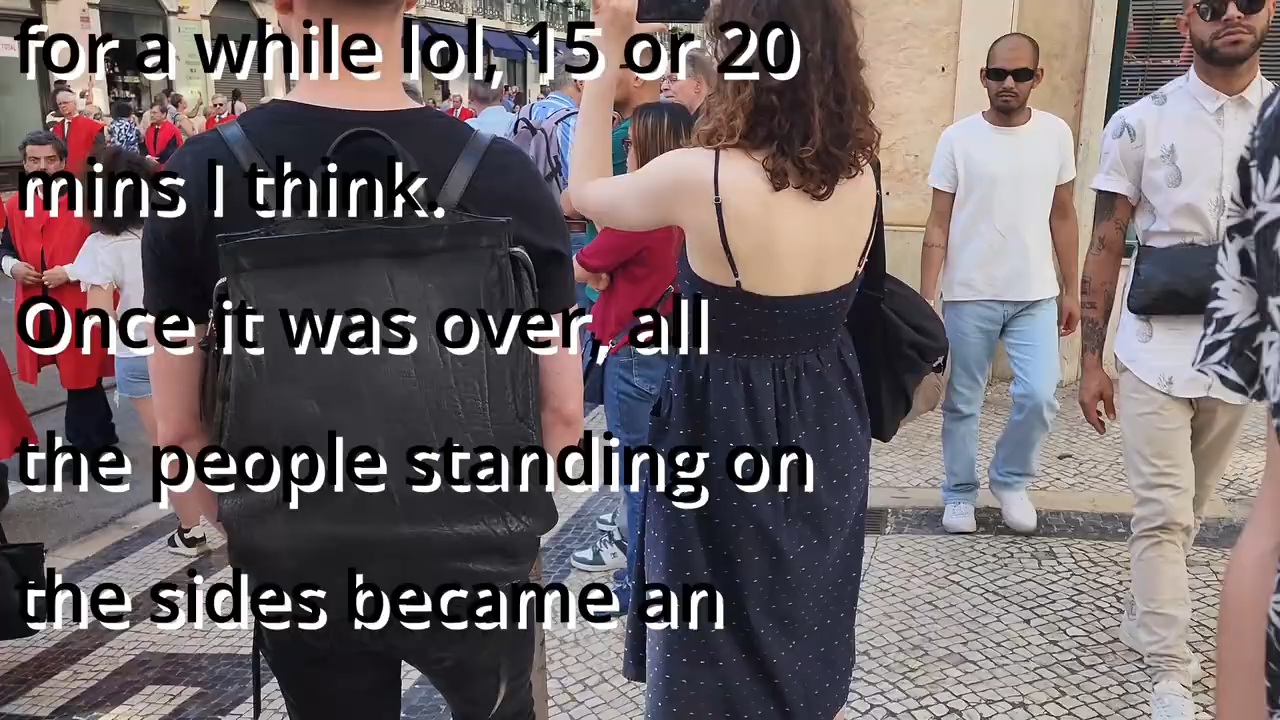 for a while lol, 15 or 20
mins I think.
Once it was over, all
the people standing on
the sides became an